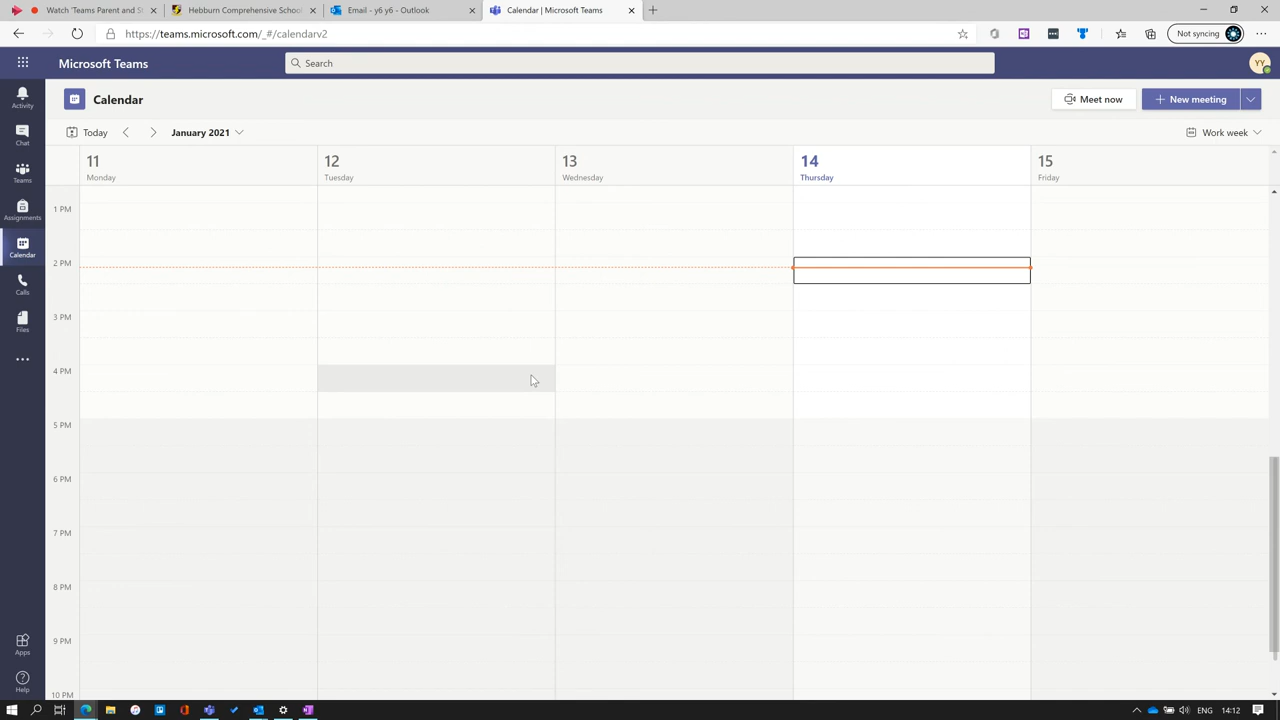 Watch 'Teams Parent and St
Hebburn Comprehensive School
Email - y6 y6 - Outlook
Calendar | Microsoft Teams
https://teams.microsoft.com/_#/calendarv2
Not syncing
Microsoft Teams
Search
YY
Activity
Chat
Teams
Assignments
Calendar
Calls
Files
Apps
Help
Calendar
Meet now
New meeting
Today
January 2021
Work week
11
Monday
12
Tuesday
13
Wednesday
14
Thursday
15
Friday
1 PM
2 PM
3 PM
4 PM
5 PM
6 PM
7 PM
8 PM
9 PM
10 PM
ENG
14:12